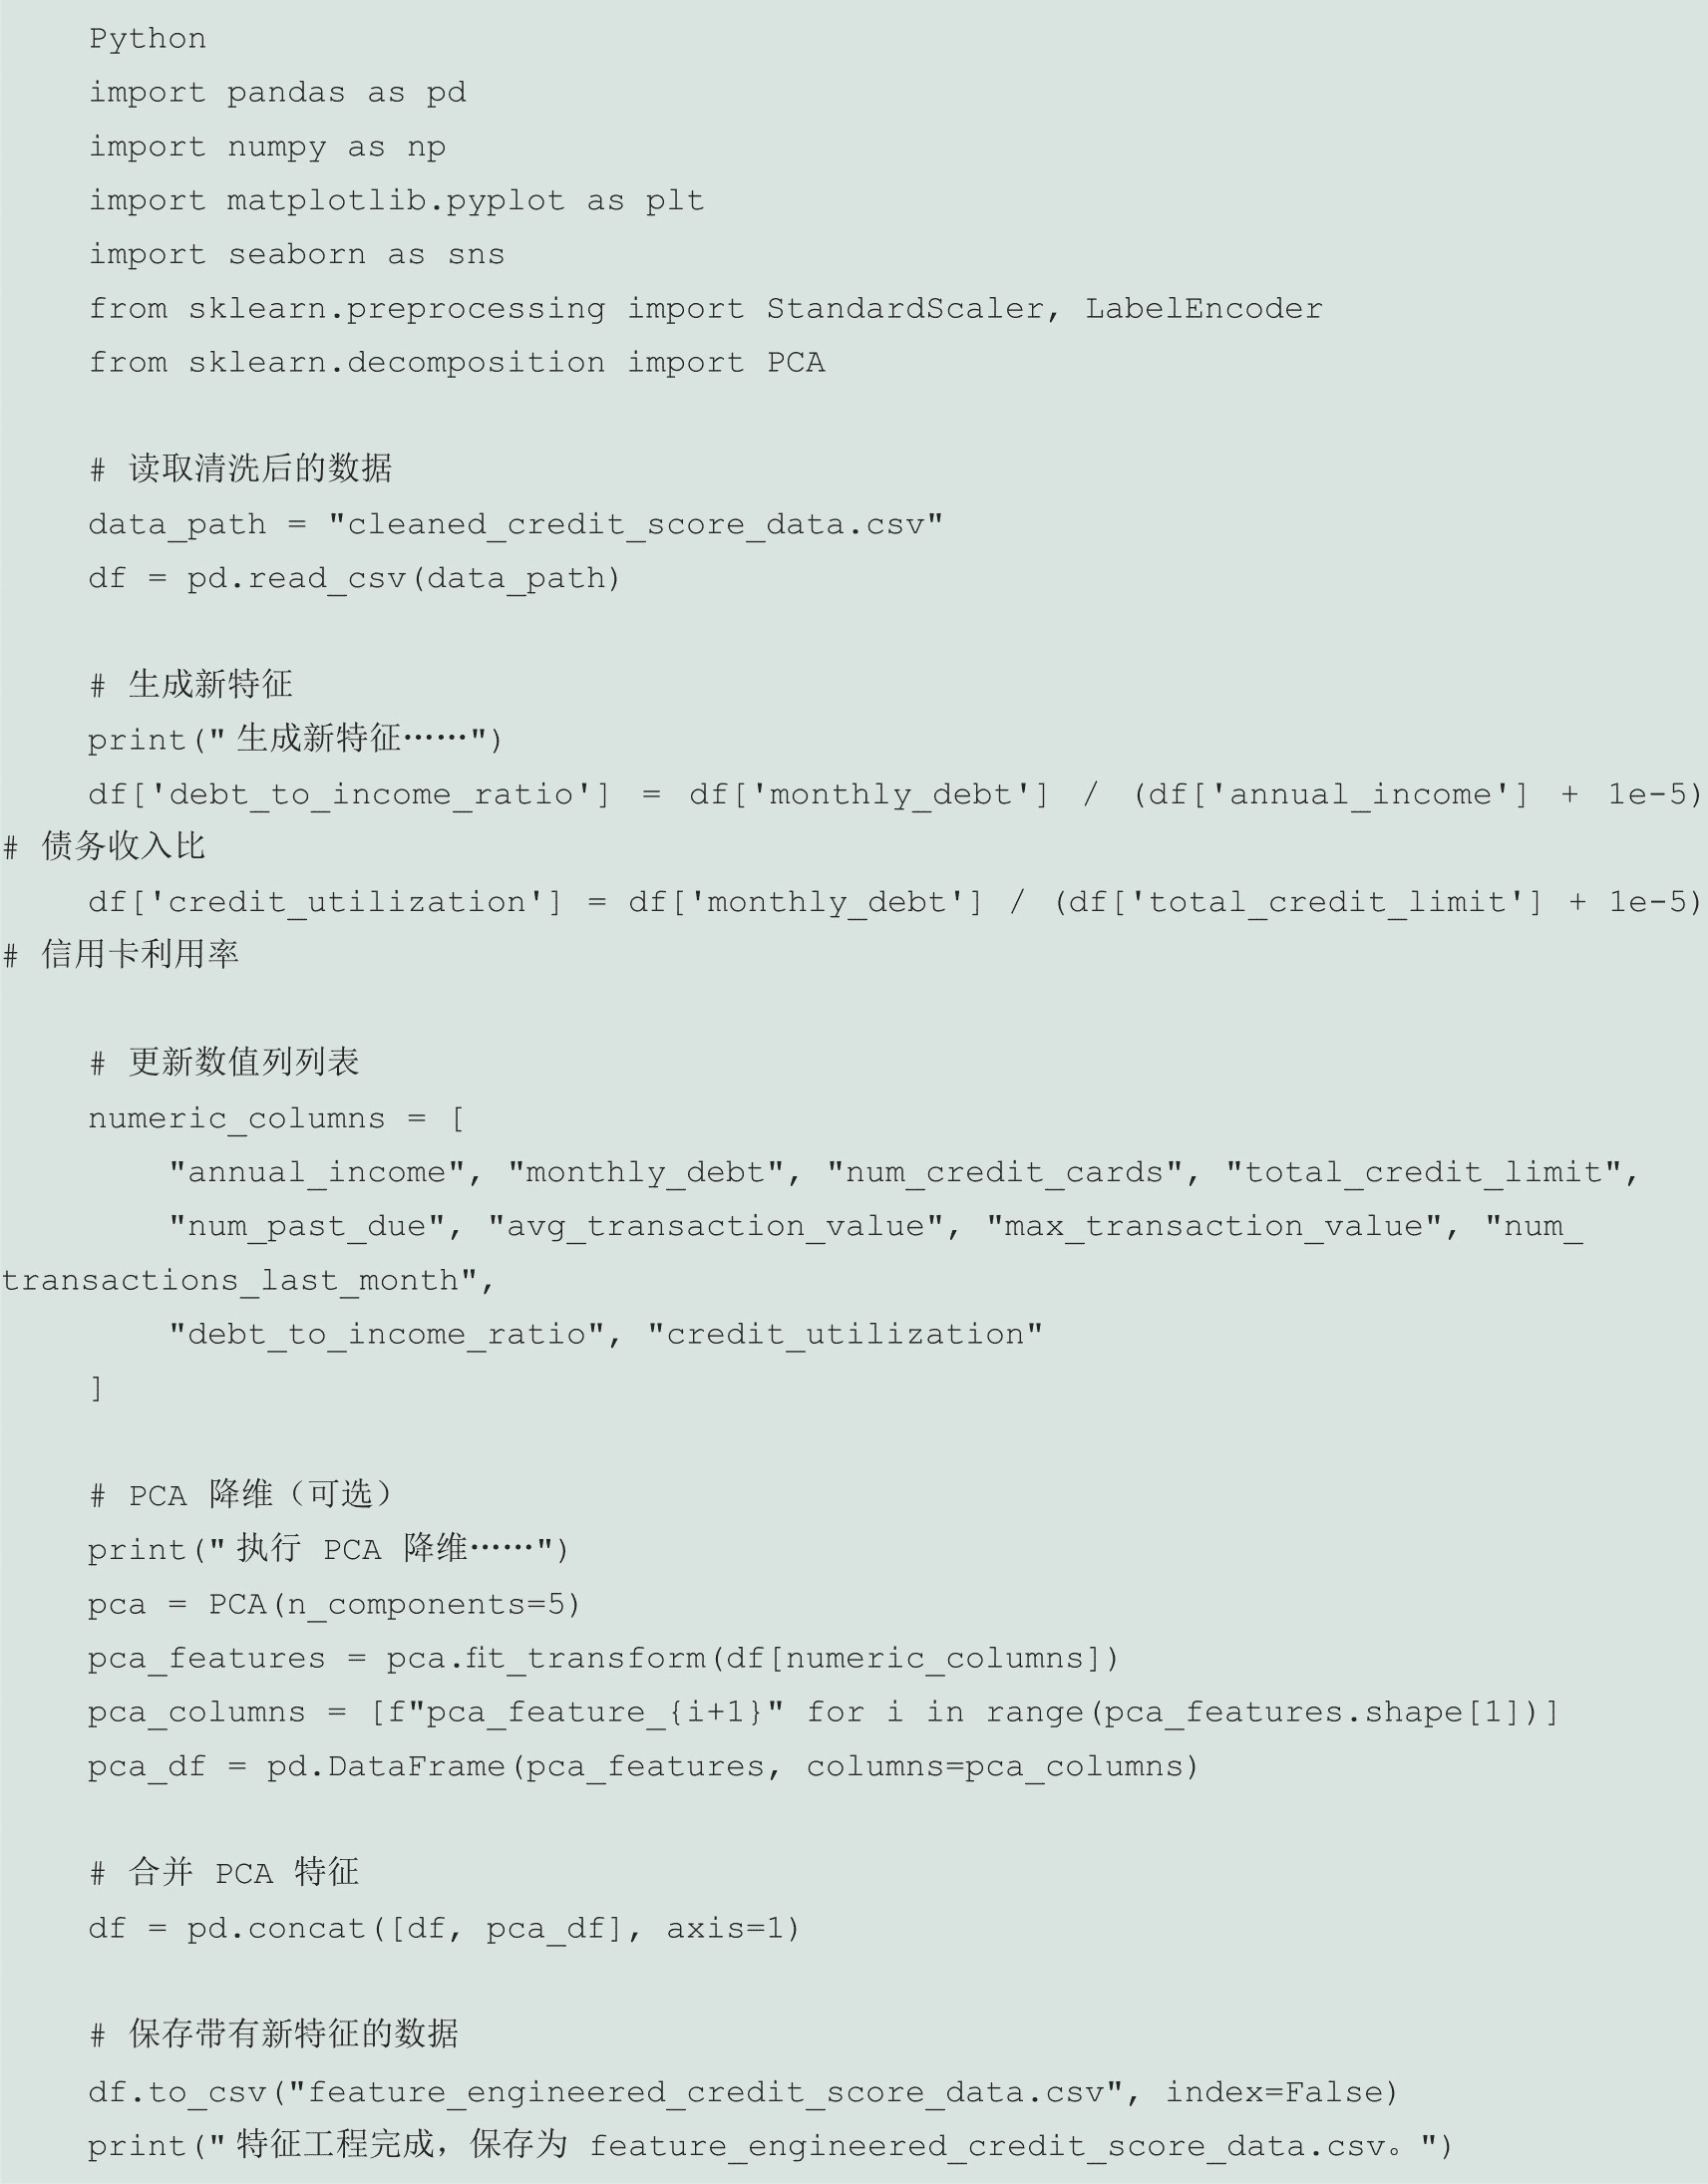 Python
import pandas as pd
import numpy as np
import matplotlib.pyplot as plt
import seaborn as sns
from sklearn.preprocessing import StandardScaler, LabelEncoder
from sklearn.decomposition import PCA
# 读取清洗后的数据
data_path = "cleaned_credit_score_data.csv"
df = pd.read_csv(data_path)
# 生成新特征
print("生成新特征……")
df['debt_to_income_ratio'] = df['monthly_debt'] / (df['annual_income'] + 1e-5)
# 债务收入比
df['credit_utilization'] = df['monthly_debt'] / (df['total_credit_limit'] + 1e-5)
# 信用卡利用率
# 更新数值列列表
numeric_columns = [
    "annual_income", "monthly_debt", "num_credit_cards", "total_credit_limit",
    "num_past_due", "avg_transaction_value", "max_transaction_value", "num_
transactions_last_month",
    "debt_to_income_ratio", "credit_utilization"
]
# PCA 降维（可选）
print("执行 PCA 降维……")
pca = PCA(n_components=5)
pca_features = pca.fit_transform(df[numeric_columns])
pca_columns = [f"pca_feature_{i+1}" for i in range(pca_features.shape[1])]
pca_df = pd.DataFrame(pca_features, columns=pca_columns)
# 合并 PCA 特征
df = pd.concat([df, pca_df], axis=1)
# 保存带有新特征的数据
df.to_csv("feature_engineered_credit_score_data.csv", index=False)
print("特征工程完成，保存为 feature_engineered_credit_score_data.csv。")